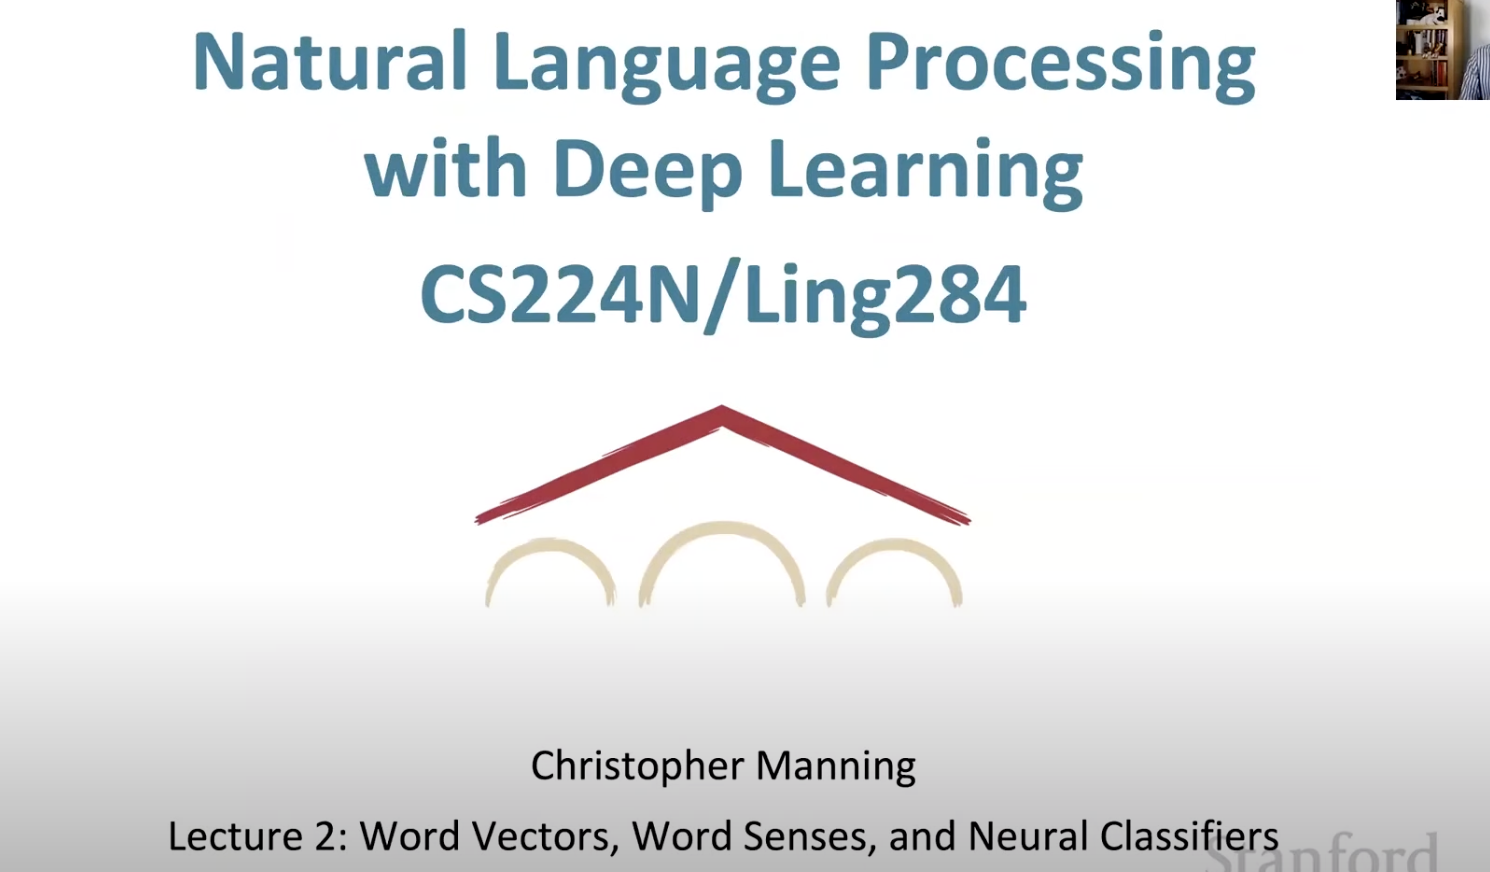 Natural Language Processing
with Deep Learning
CS224N/Ling284
Christopher Manning
Lecture 2: Word Vectors, Word Senses, and Neural Classifiers
Stanford